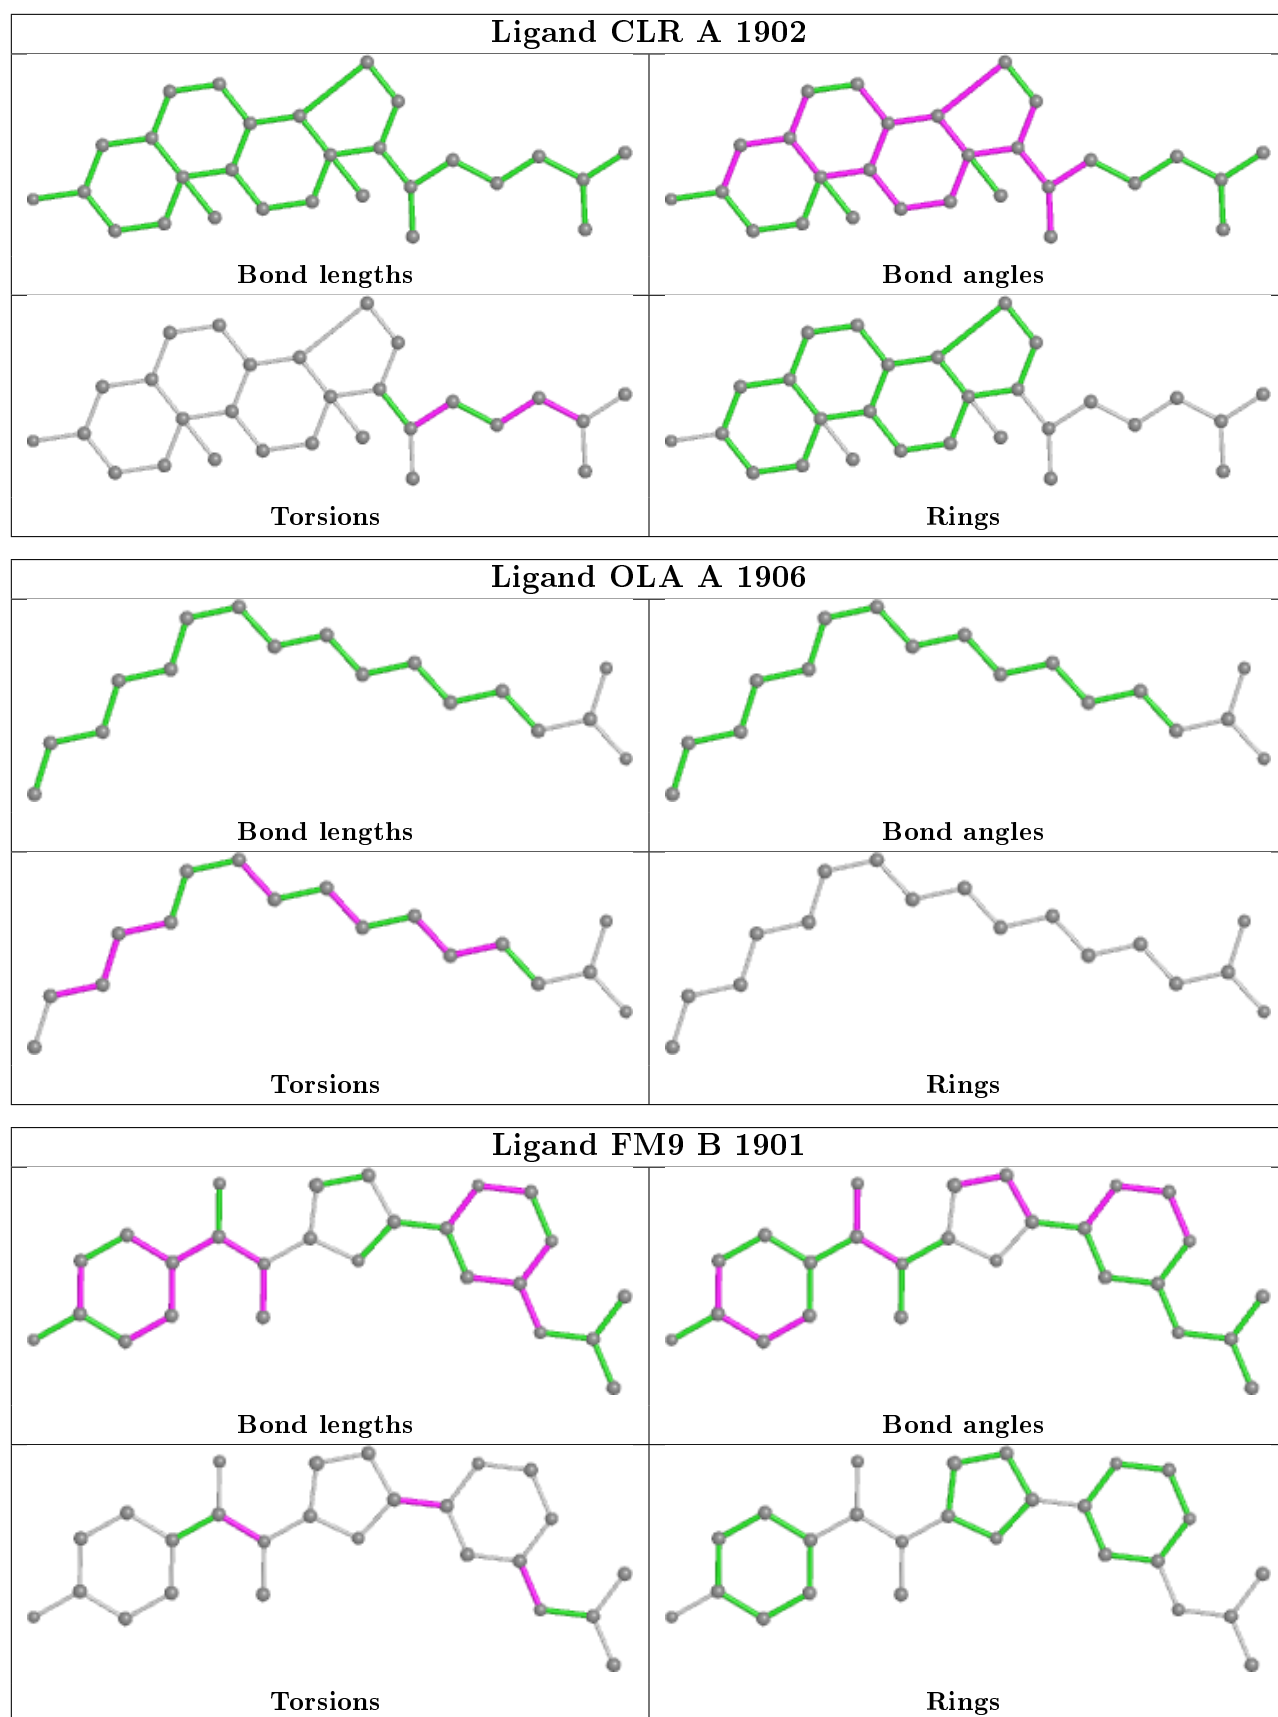 Ligand CLR A 1902
Bond lengths
Bond angles
Torsions
Rings
Ligand OLA A 1906
Bond lengths
Bond angles
Torsions
Rings
Ligand FM9 B 1901
Bond lengths
Bond angles
Torsions
Rings